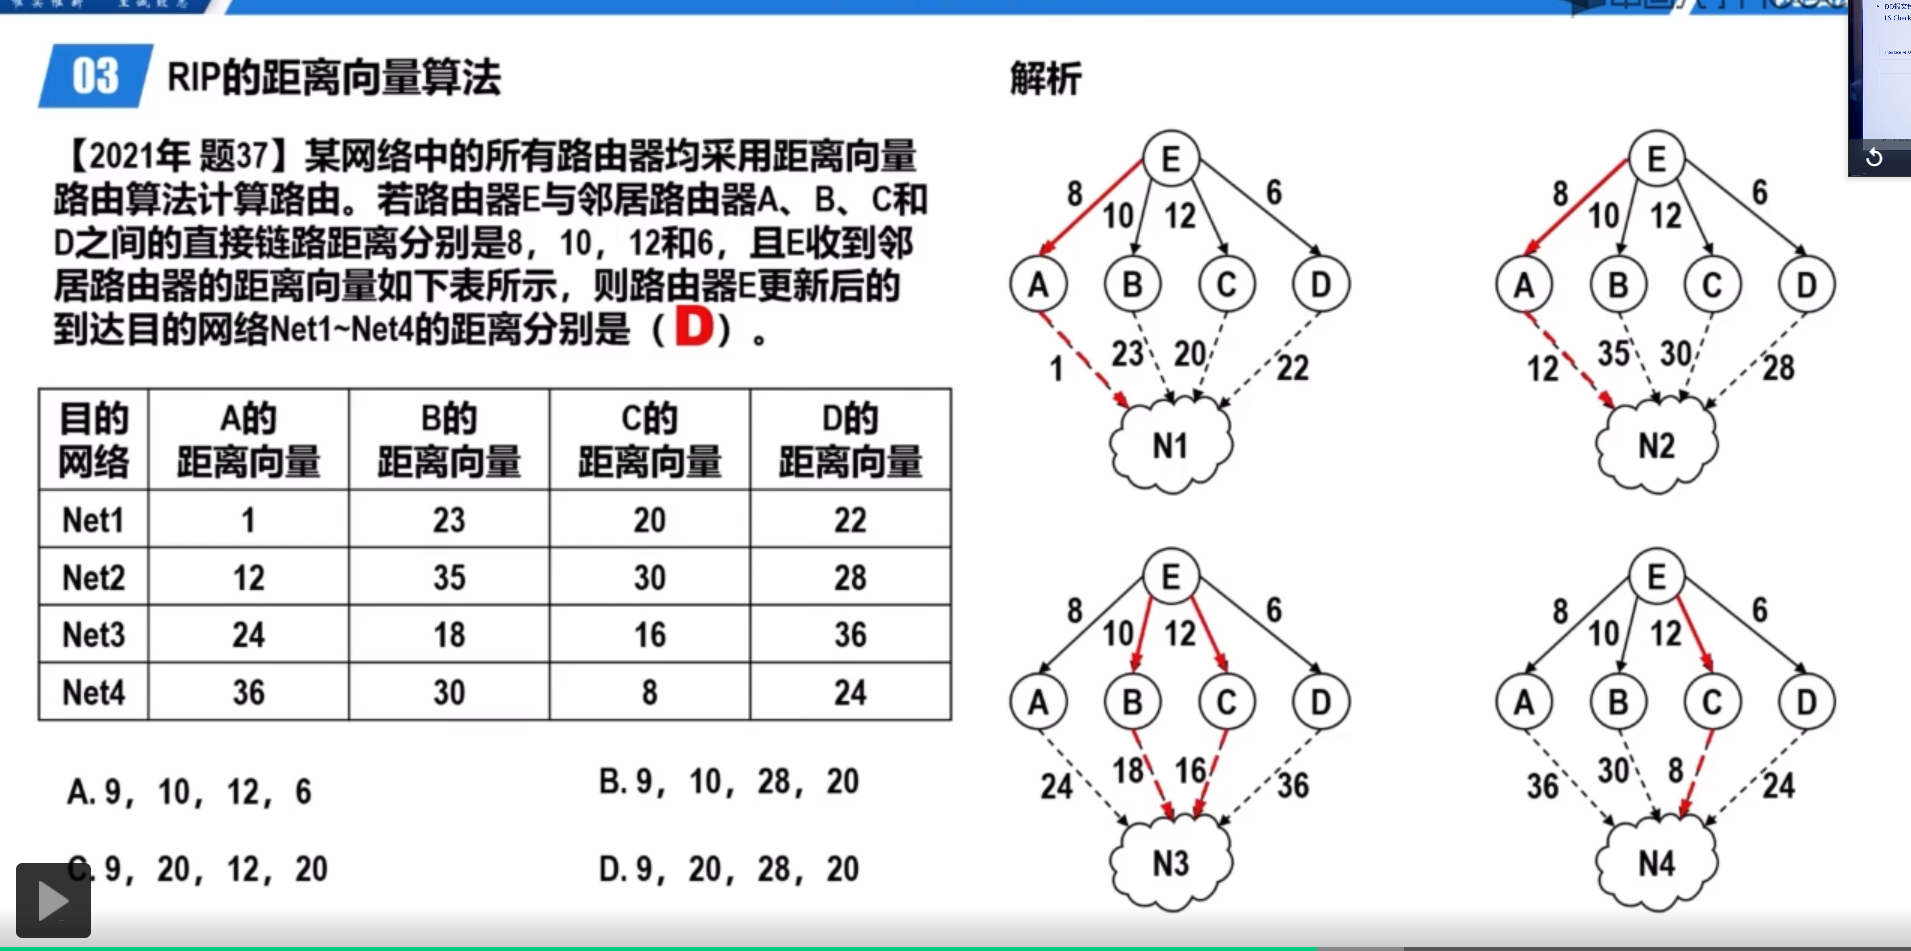 03 RIP的距离向量算法
【2021年 题37】某网络中的所有路由器均采用距离向量
路由算法计算路由。若路由器E与邻居路由器A、B、C和
D之间的直接链路距离分别是8，10，12和6，且E收到邻
居路由器的距离向量如下表所示，则路由器E更新后的
到达目的网络Net1~Net4的距离分别是（D）。
目的网络 A的距离向量 B的距离向量 C的距离向量 D的距离向量
Net1 1 23 20 22
Net2 12 35 30 28
Net3 24 18 16 36
Net4 36 30 8 24
A. 9，10，12，6
B. 9，10，28，20
C. 9，20，12，20
D. 9，20，28，20
解析
E
8 10 12 6
A B C D
1 23 20 22
N1
E
8 10 12 6
A B C D
12 35 30 28
N2
E
8 10 12 6
A B C D
24 18 16 36
N3
E
8 10 12 6
A B C D
36 30 8 24
N4